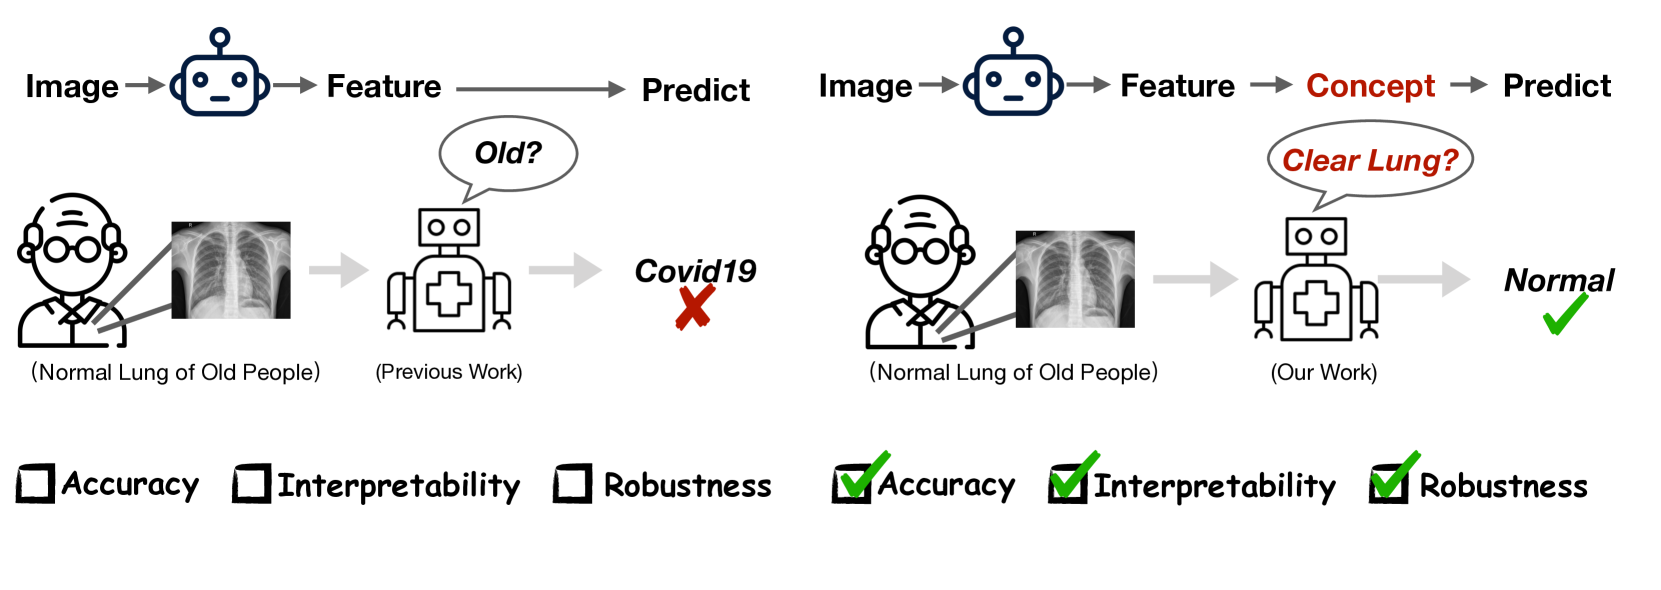 Image Feature Predict
Old?
Covid19
(Normal Lung of Old People)
(Previous Work)
Accuracy Interpretability Robustness
Image Feature Concept Predict
Clear Lung?
Normal
(Normal Lung of Old People)
(Our Work)
Accuracy Interpretability Robustness